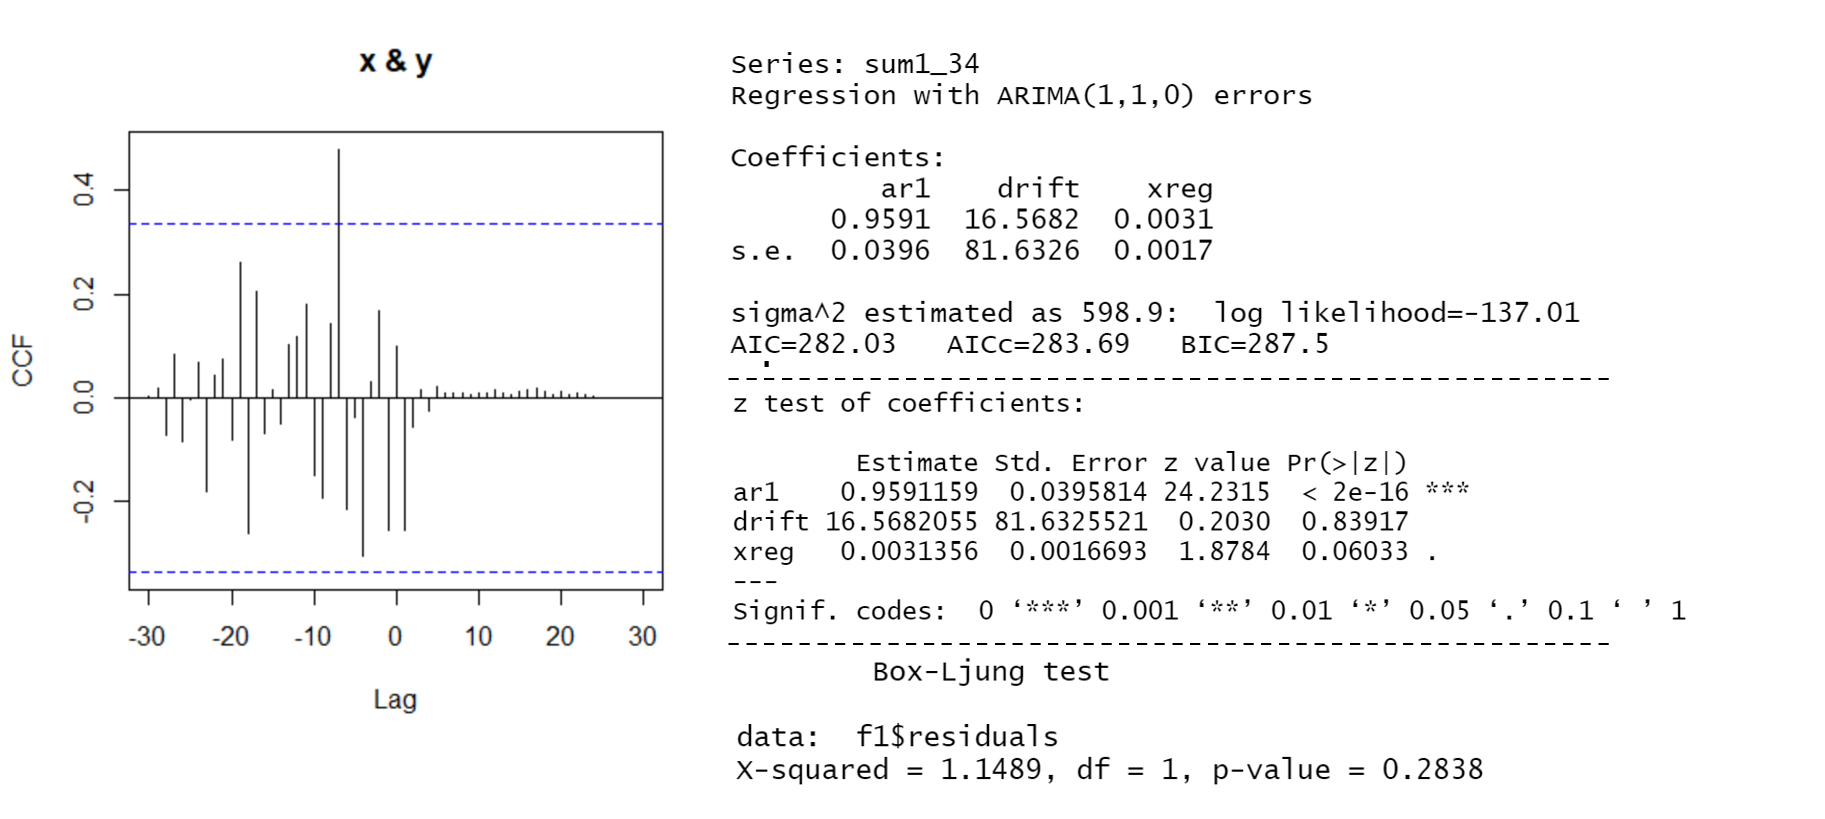 x & y
CCF
0.4
0.2
0.0
-0.2
-30 -20 -10 0 10 20 30
Lag
Series: sum1_34
Regression with ARIMA(1,1,0) errors
Coefficients:
ar1 drift xreg
0.9591 16.5682 0.0031
s.e. 0.0396 81.6326 0.0017
sigma^2 estimated as 598.9: log likelihood=-137.01
AIC=282.03 AICc=283.69 BIC=287.5
--------------------------------------------------
z test of coefficients:
Estimate Std. Error z value Pr(>|z|)
ar1 0.9591159 0.0395814 24.2315 < 2e-16 ***
drift 16.5682055 81.6325521 0.2030 0.83917
xreg 0.0031356 0.0016693 1.8784 0.06033 .
---
Signif. codes: 0 ‘***’ 0.001 ‘**’ 0.01 ‘*’ 0.05 ‘.’ 0.1 ‘ ’ 1
--------------------------------------------------
Box-Ljung test
data: f1$residuals
X-squared = 1.1489, df = 1, p-value = 0.2838